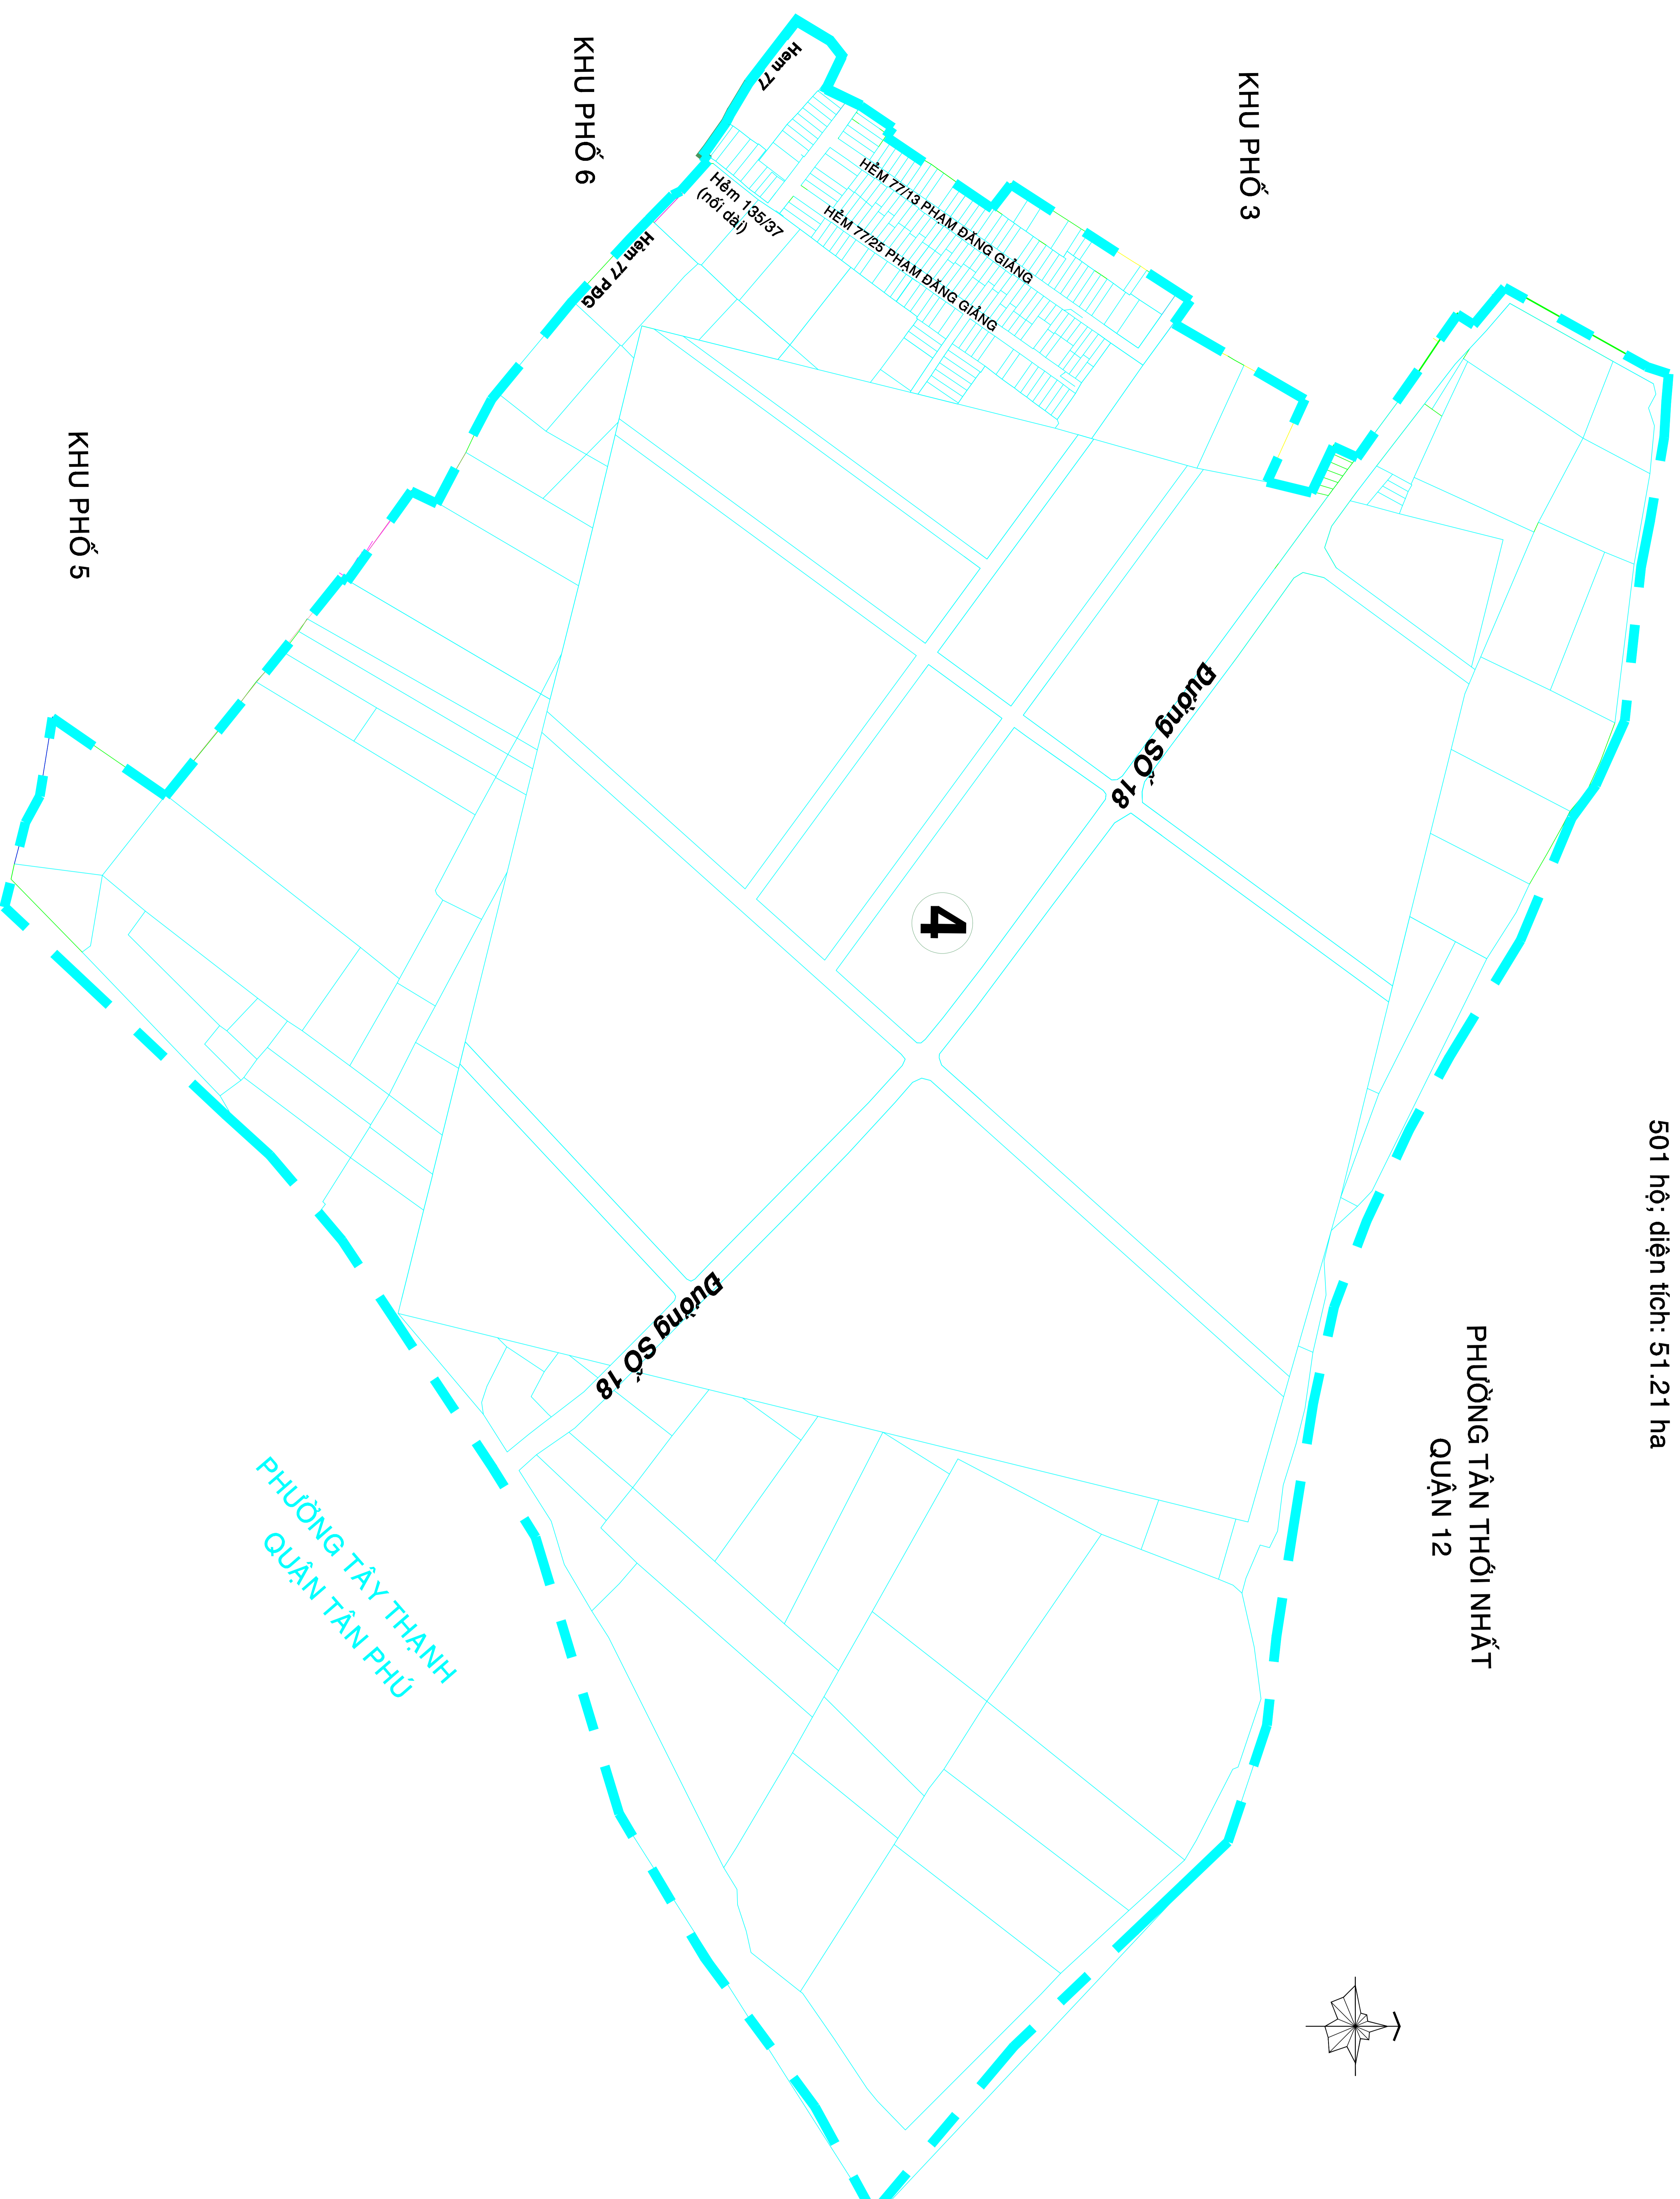 501 hộ; diện tích: 51.21 ha
PHƯỜNG TÂN THỚI NHẤT
QUẬN 12
KHU PHỐ 3
Đường SỐ 18
HẺM 77/13 PHẠM ĐĂNG GIẢNG
HẺM 77/25 PHẠM ĐĂNG GIẢNG
4
Hẻm 77
Hẻm 135/37
(nối dài)
Hẻm 77 PĐG
KHU PHỐ 6
Đường SỐ 18
KHU PHỐ 5
PHƯỜNG TÂY THẠNH
QUẬN TÂN PHÚ